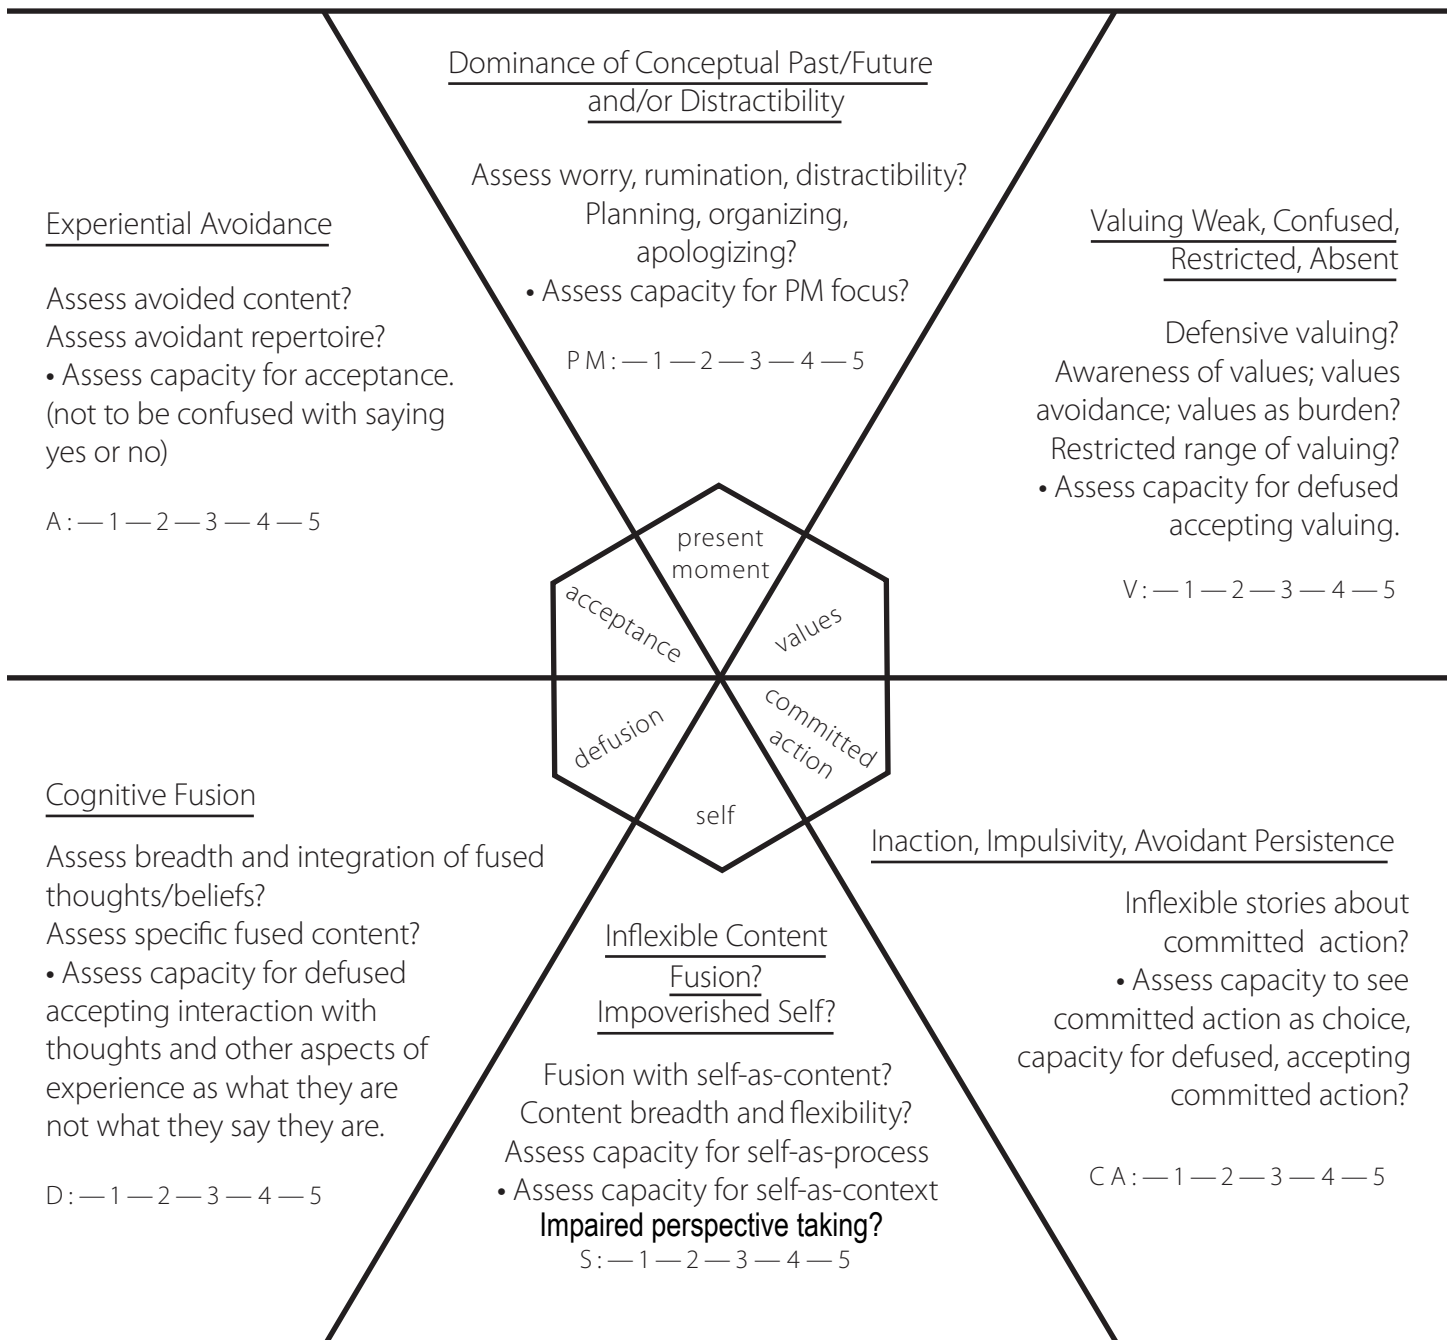 Dominance of Conceptual Past/Future
and/or Distractibility
Assess worry, rumination, distractibility?
Planning, organizing,
apologizing?
• Assess capacity for PM focus?
PM: — 1 — 2 — 3 — 4 — 5
Experiential Avoidance
Assess avoided content?
Assess avoidant repertoire?
• Assess capacity for acceptance.
(not to be confused with saying
yes or no)
A: — 1 — 2 — 3 — 4 — 5
Valuing Weak, Confused,
Restricted, Absent
Defensive valuing?
Awareness of values; values
avoidance; values as burden?
Restricted range of valuing?
• Assess capacity for defused
accepting valuing.
V: — 1 — 2 — 3 — 4 — 5
present
moment
acceptance
values
defusion
committed
action
self
Cognitive Fusion
Assess breadth and integration of fused
thoughts/beliefs?
Assess specific fused content?
• Assess capacity for defused
accepting interaction with
thoughts and other aspects of
experience as what they are
not what they say they are.
D: — 1 — 2 — 3 — 4 — 5
Inflexible Content
Fusion?
Impoverished Self?
Fusion with self-as-content?
Content breadth and flexibility?
Assess capacity for self-as-process
• Assess capacity for self-as-context
Impaired perspective taking?
S: — 1 — 2 — 3 — 4 — 5
Inaction, Impulsivity, Avoidant Persistence
Inflexible stories about
committed action?
• Assess capacity to see
committed action as choice,
capacity for defused, accepting
committed action?
CA: — 1 — 2 — 3 — 4 — 5